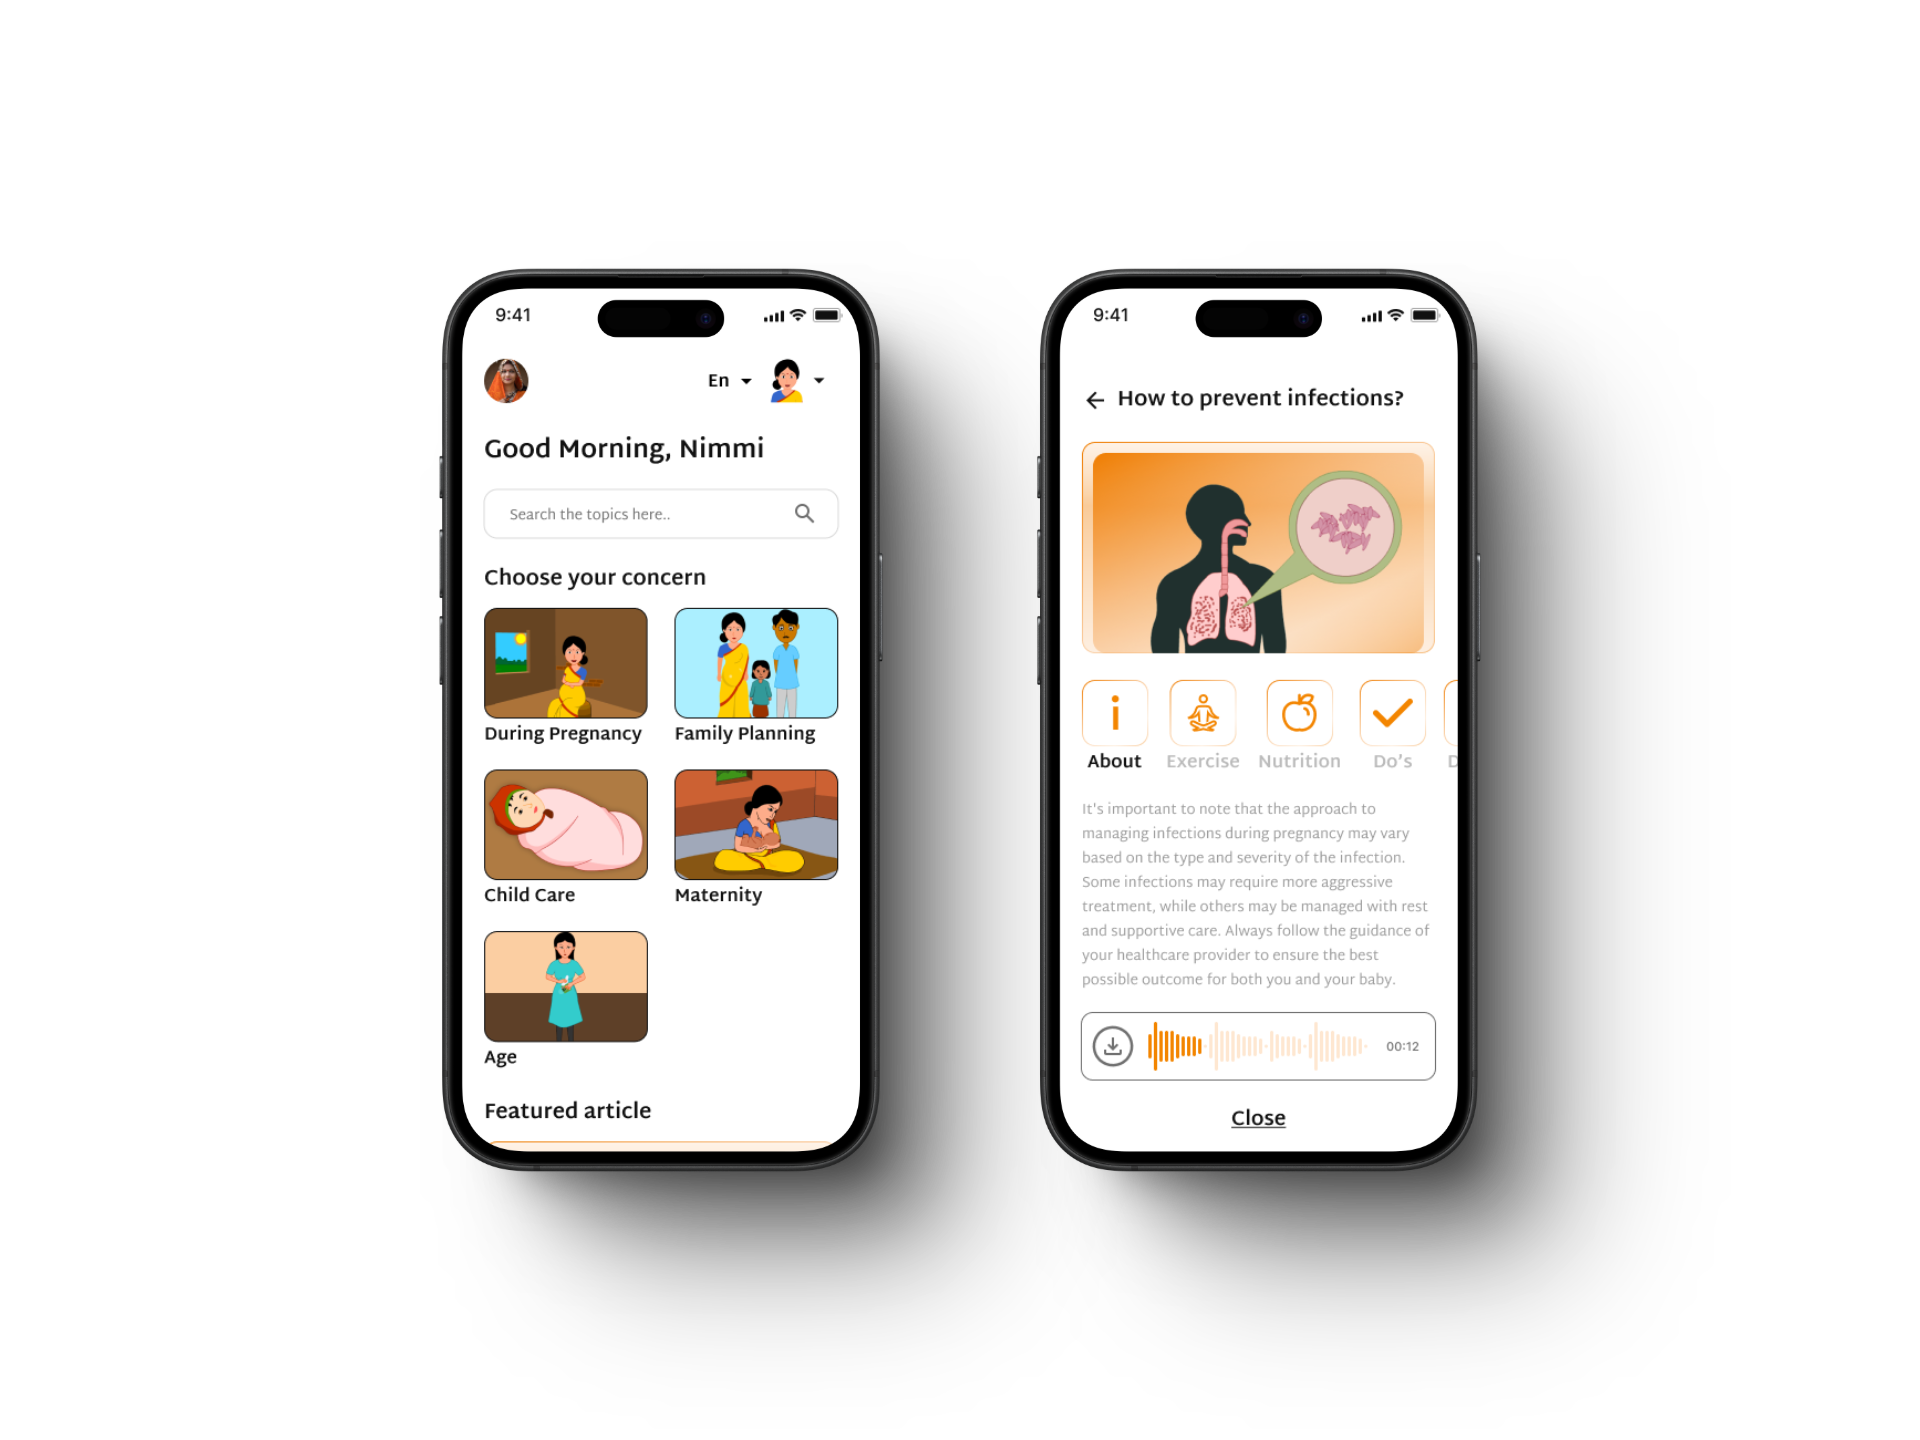 9:41
En
Good Morning, Nimmi
Search the topics here..
Choose your concern
During Pregnancy
Family Planning
Child Care
Maternity
Age
Featured article
9:41
How to prevent infections?
i
About
Exercise
Nutrition
Do's
D
It's important to note that the approach to
managing infections during pregnancy may vary
based on the type and severity of the infection.
Some infections may require more aggressive
treatment, while others may be managed with rest
and supportive care. Always follow the guidance of
your healthcare provider to ensure the best
possible outcome for both you and your baby.
00:12
Close